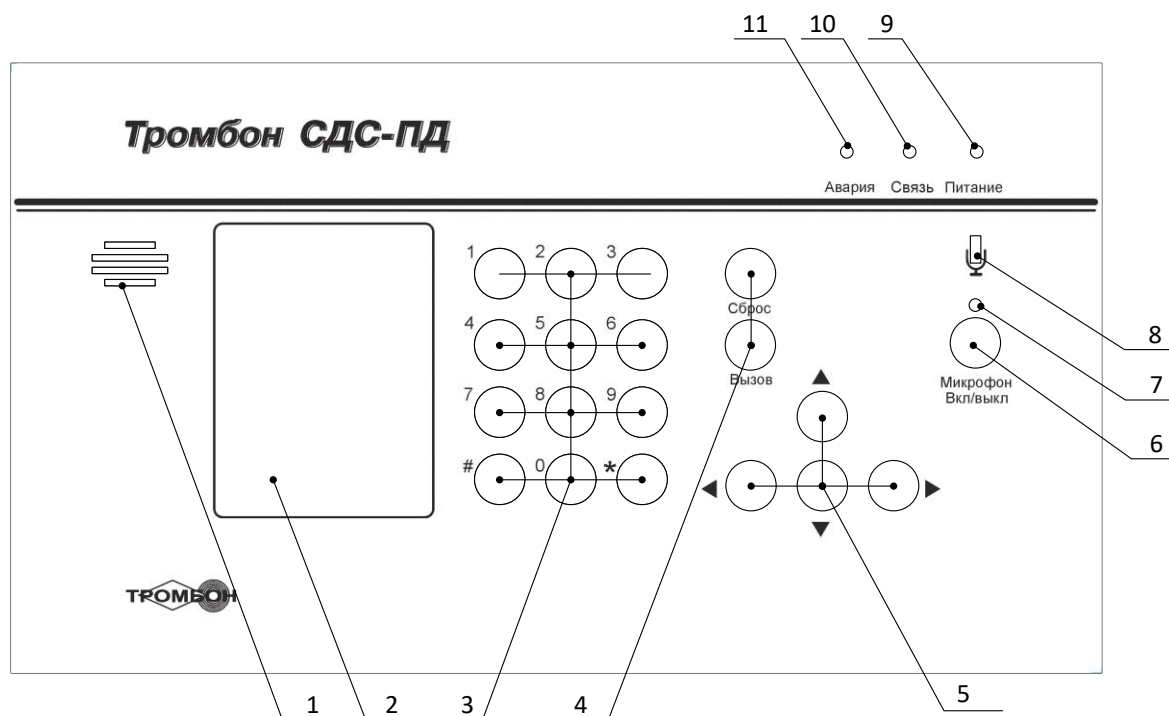 11 10 9
Тромбон СДС-ПД
Авария Связь Питание
1 2 3
Сброс
4 5 6
8
Вызов
7 8 9
Микрофон
Вкл/выкл
7
6
# 0 *
ТРОМБОН
1 2 3 4 5